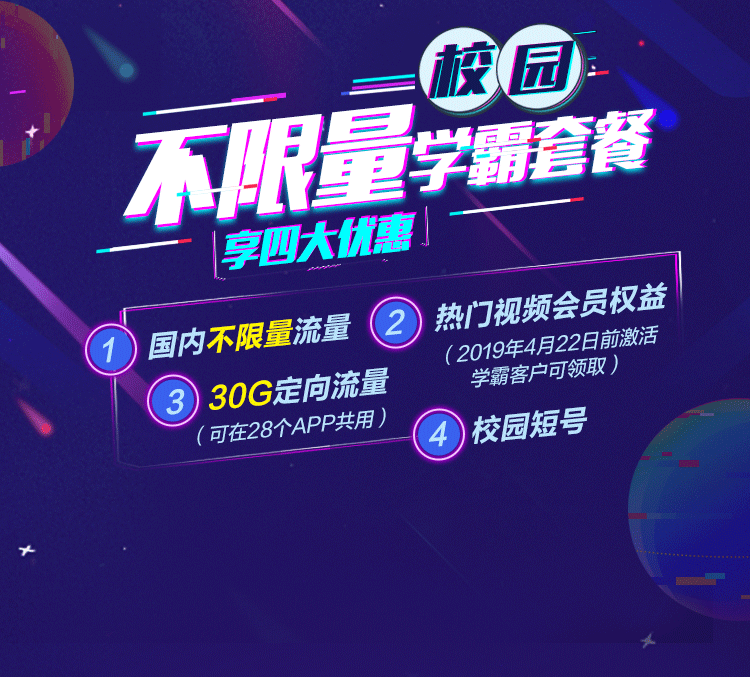 校园
不限量学霸套餐
享四大优惠
1 国内不限量流量
2 热门视频会员权益
(2019年4月22日前激活
学霸客户可领取)
3 30G定向流量
(可在28个APP共用)
4 校园短号